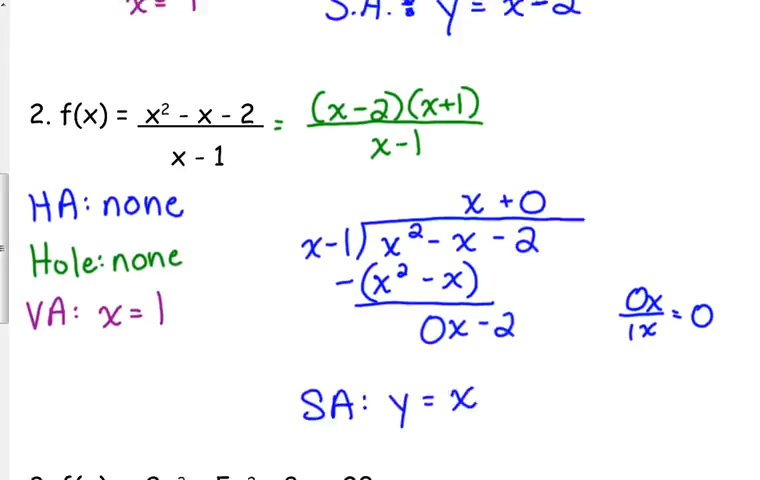 x = 1
S.A.: y = x - 2
2. f(x) = x² - x - 2 / x - 1 = (x-2)(x+1) / x-1
HA: none
x + 0
x-1) x² - x - 2
Hole: none
-(x² - x)
VA: x = 1
0x - 2
0x/1x = 0
SA: y = x